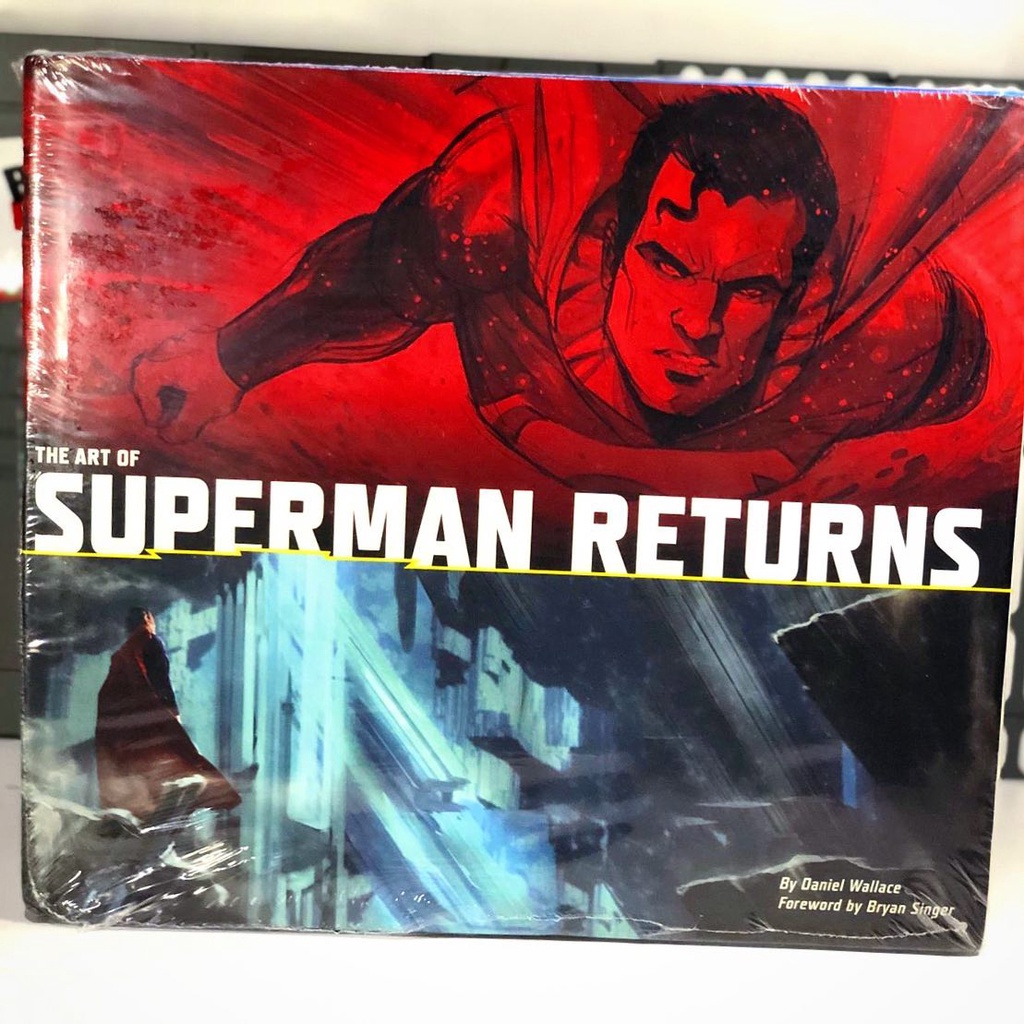 THE ART OF
SUPERMAN RETURNS
By Daniel Wallace
Foreword by Bryan Singer